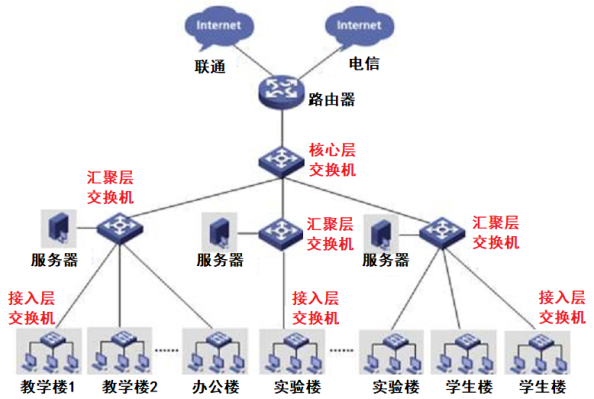 Internet
Internet
联通
电信
路由器
核心层
交换机
汇聚层
交换机
汇聚层
交换机
汇聚层
交换机
服务器
服务器
服务器
接入层
交换机
接入层
交换机
接入层
交换机
......
......
教学楼1
教学楼2
办公楼
实验楼
实验楼
学生楼
学生楼